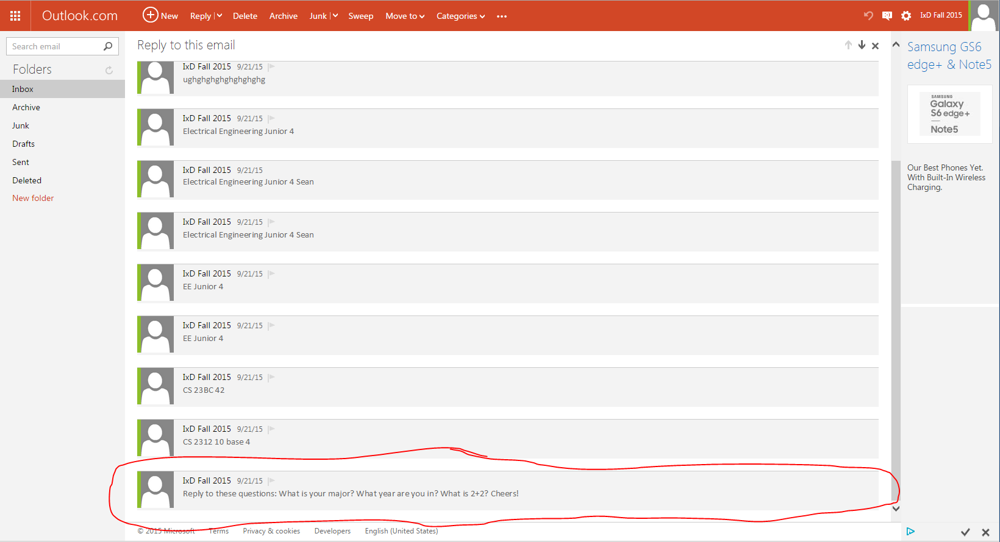 Outlook.com
New
Reply
Delete
Archive
Junk
Sweep
Move to
Categories
IxD Fall 2015
Search email
Folders
Inbox
Archive
Junk
Drafts
Sent
Deleted
New folder
Reply to this email
IxD Fall 2015 9/21/15
ughghghghghghghghg
IxD Fall 2015 9/21/15
Electrical Engineering Junior 4
IxD Fall 2015 9/21/15
Electrical Engineering Junior 4 Sean
IxD Fall 2015 9/21/15
Electrical Engineering Junior 4 Sean
IxD Fall 2015 9/21/15
EE Junior 4
IxD Fall 2015 9/21/15
EE Junior 4
IxD Fall 2015 9/21/15
CS 23BC 42
IxD Fall 2015 9/21/15
CS 2312 10 base 4
IxD Fall 2015 9/21/15
Reply to these questions: What is your major? What year are you in? What is 2+2? Cheers!
© 2015 Microsoft Terms Privacy & cookies Developers English (United States)
Samsung GS6
edge+ & Note5
SAMSUNG
Galaxy
S6 edge+
Note5
Our Best Phones Yet.
With Built-In Wireless
Charging.